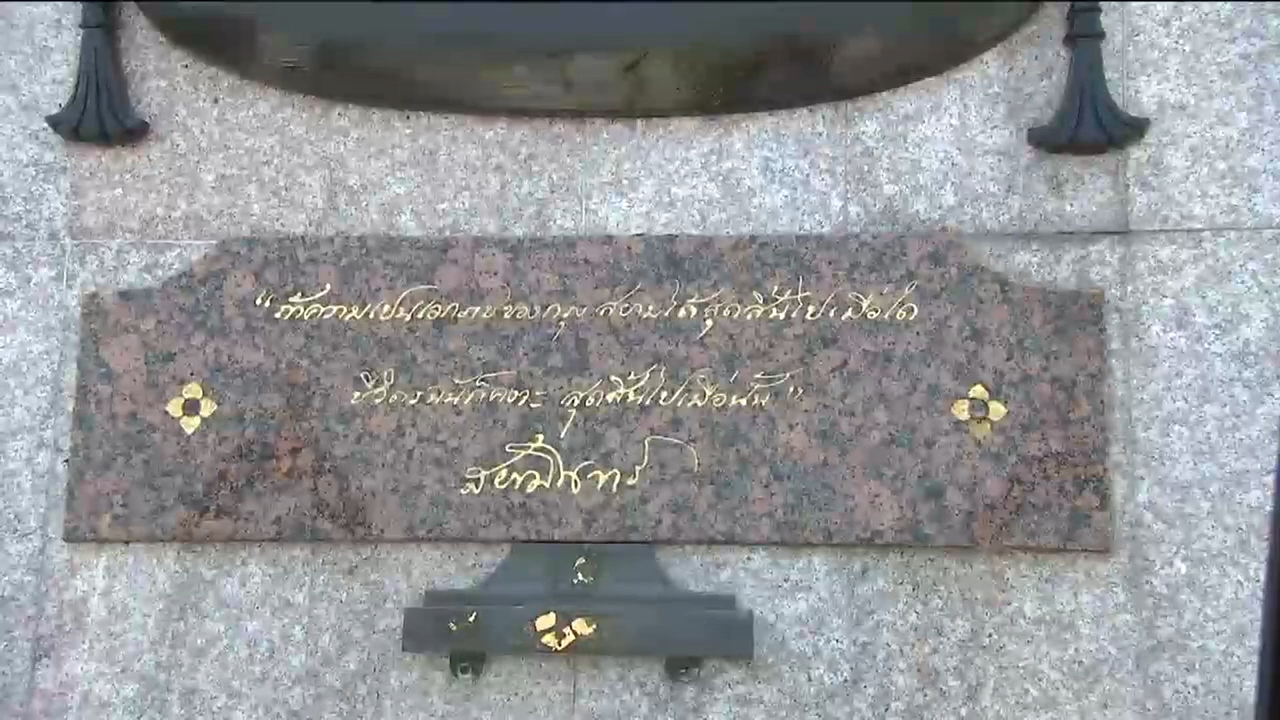 “ถ้าความเป็นเอกราชของกรุงสยามได้สุดสิ้นไปเมื่อใด
ชีวิตรฉันก็คงจะ สุดสิ้นไปเมื่อนั้น”
สยามินทร์